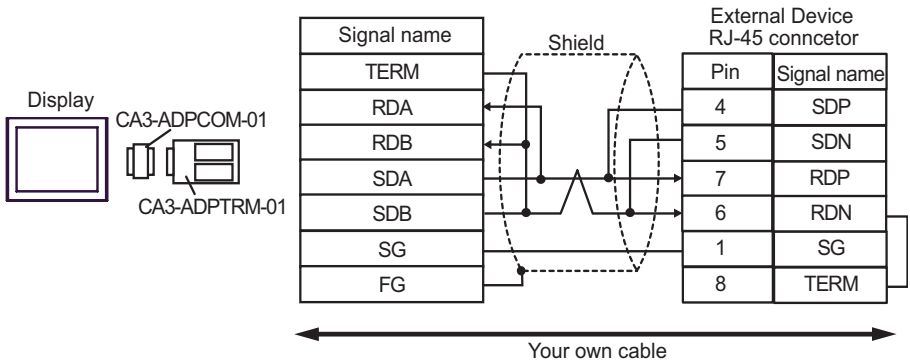 Display
CA3-ADPCOM-01
CA3-ADPTRM-01
Signal name
TERM
RDA
RDB
SDA
SDB
SG
FG
Shield
External Device
RJ-45 conncetor
Pin Signal name
4 SDP
5 SDN
7 RDP
6 RDN
1 SG
8 TERM
Your own cable